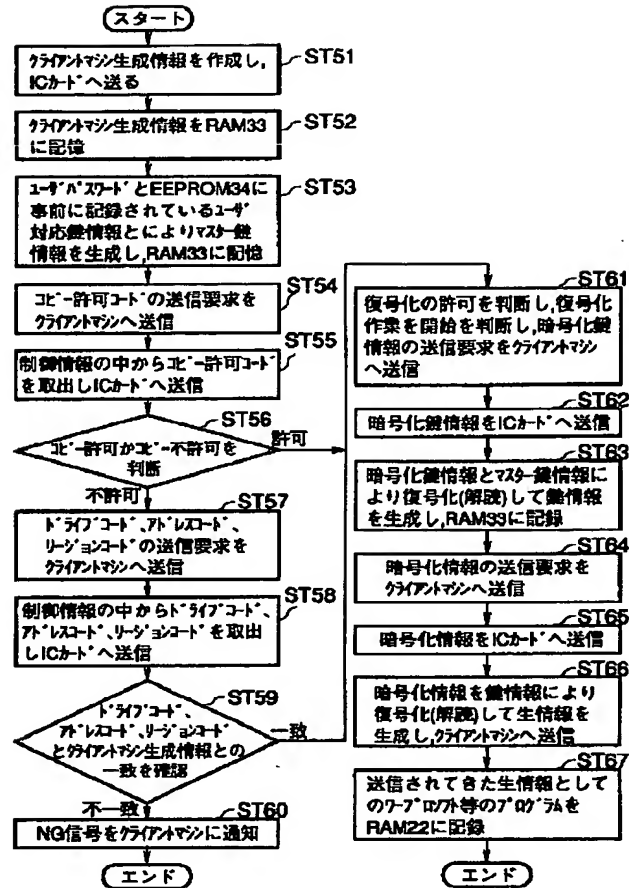 スタート
クライアントマシン生成情報を作成し,
ICカードへ送る
ST51
クライアントマシン生成情報をRAM33
に記憶
ST52
ユーザパスワードとEEPROM34に
事前に記録されているユーザ
対応鍵情報とによりマスター鍵
情報を生成し,RAM33に記憶
ST53
コピー許可コードの送信要求を
クライアントマシンへ送信
ST54
制御情報の中からコピー許可コード
を取出しICカードへ送信
ST55
コピー許可かコピー不許可を
判断
ST56
許可
不許可
ドライブコード、アドレスコード、
リージョンコードの送信要求を
クライアントマシンへ送信
ST57
制御情報の中からドライブコード、
アドレスコード、リージョンコードを取出
しICカードへ送信
ST58
ドライブコード、
アドレスコード、リージョンコード
とクライアントマシン生成情報との
一致を確認
ST59
一致
不一致
NG信号をクライアントマシンに通知
ST60
エンド
復号化の許可を判断し,復号化
作業を開始を判断し,暗号化鍵
情報の送信要求をクライアントマシン
へ送信
ST61
暗号化鍵情報をICカードへ送信
ST62
暗号化鍵情報とマスター鍵情報に
より復号化(解読)して鍵情報
を生成し,RAM33に記録
ST63
暗号化情報の送信要求を
クライアントマシンへ送信
ST64
暗号化情報をICカードへ送信
ST65
暗号化情報を鍵情報により
復号化(解読)して生情報を
生成し,クライアントマシンへ送信
ST66
送信されてきた生情報として
のワープロソフト等のプログラムを
RAM22に記録
ST67
エンド